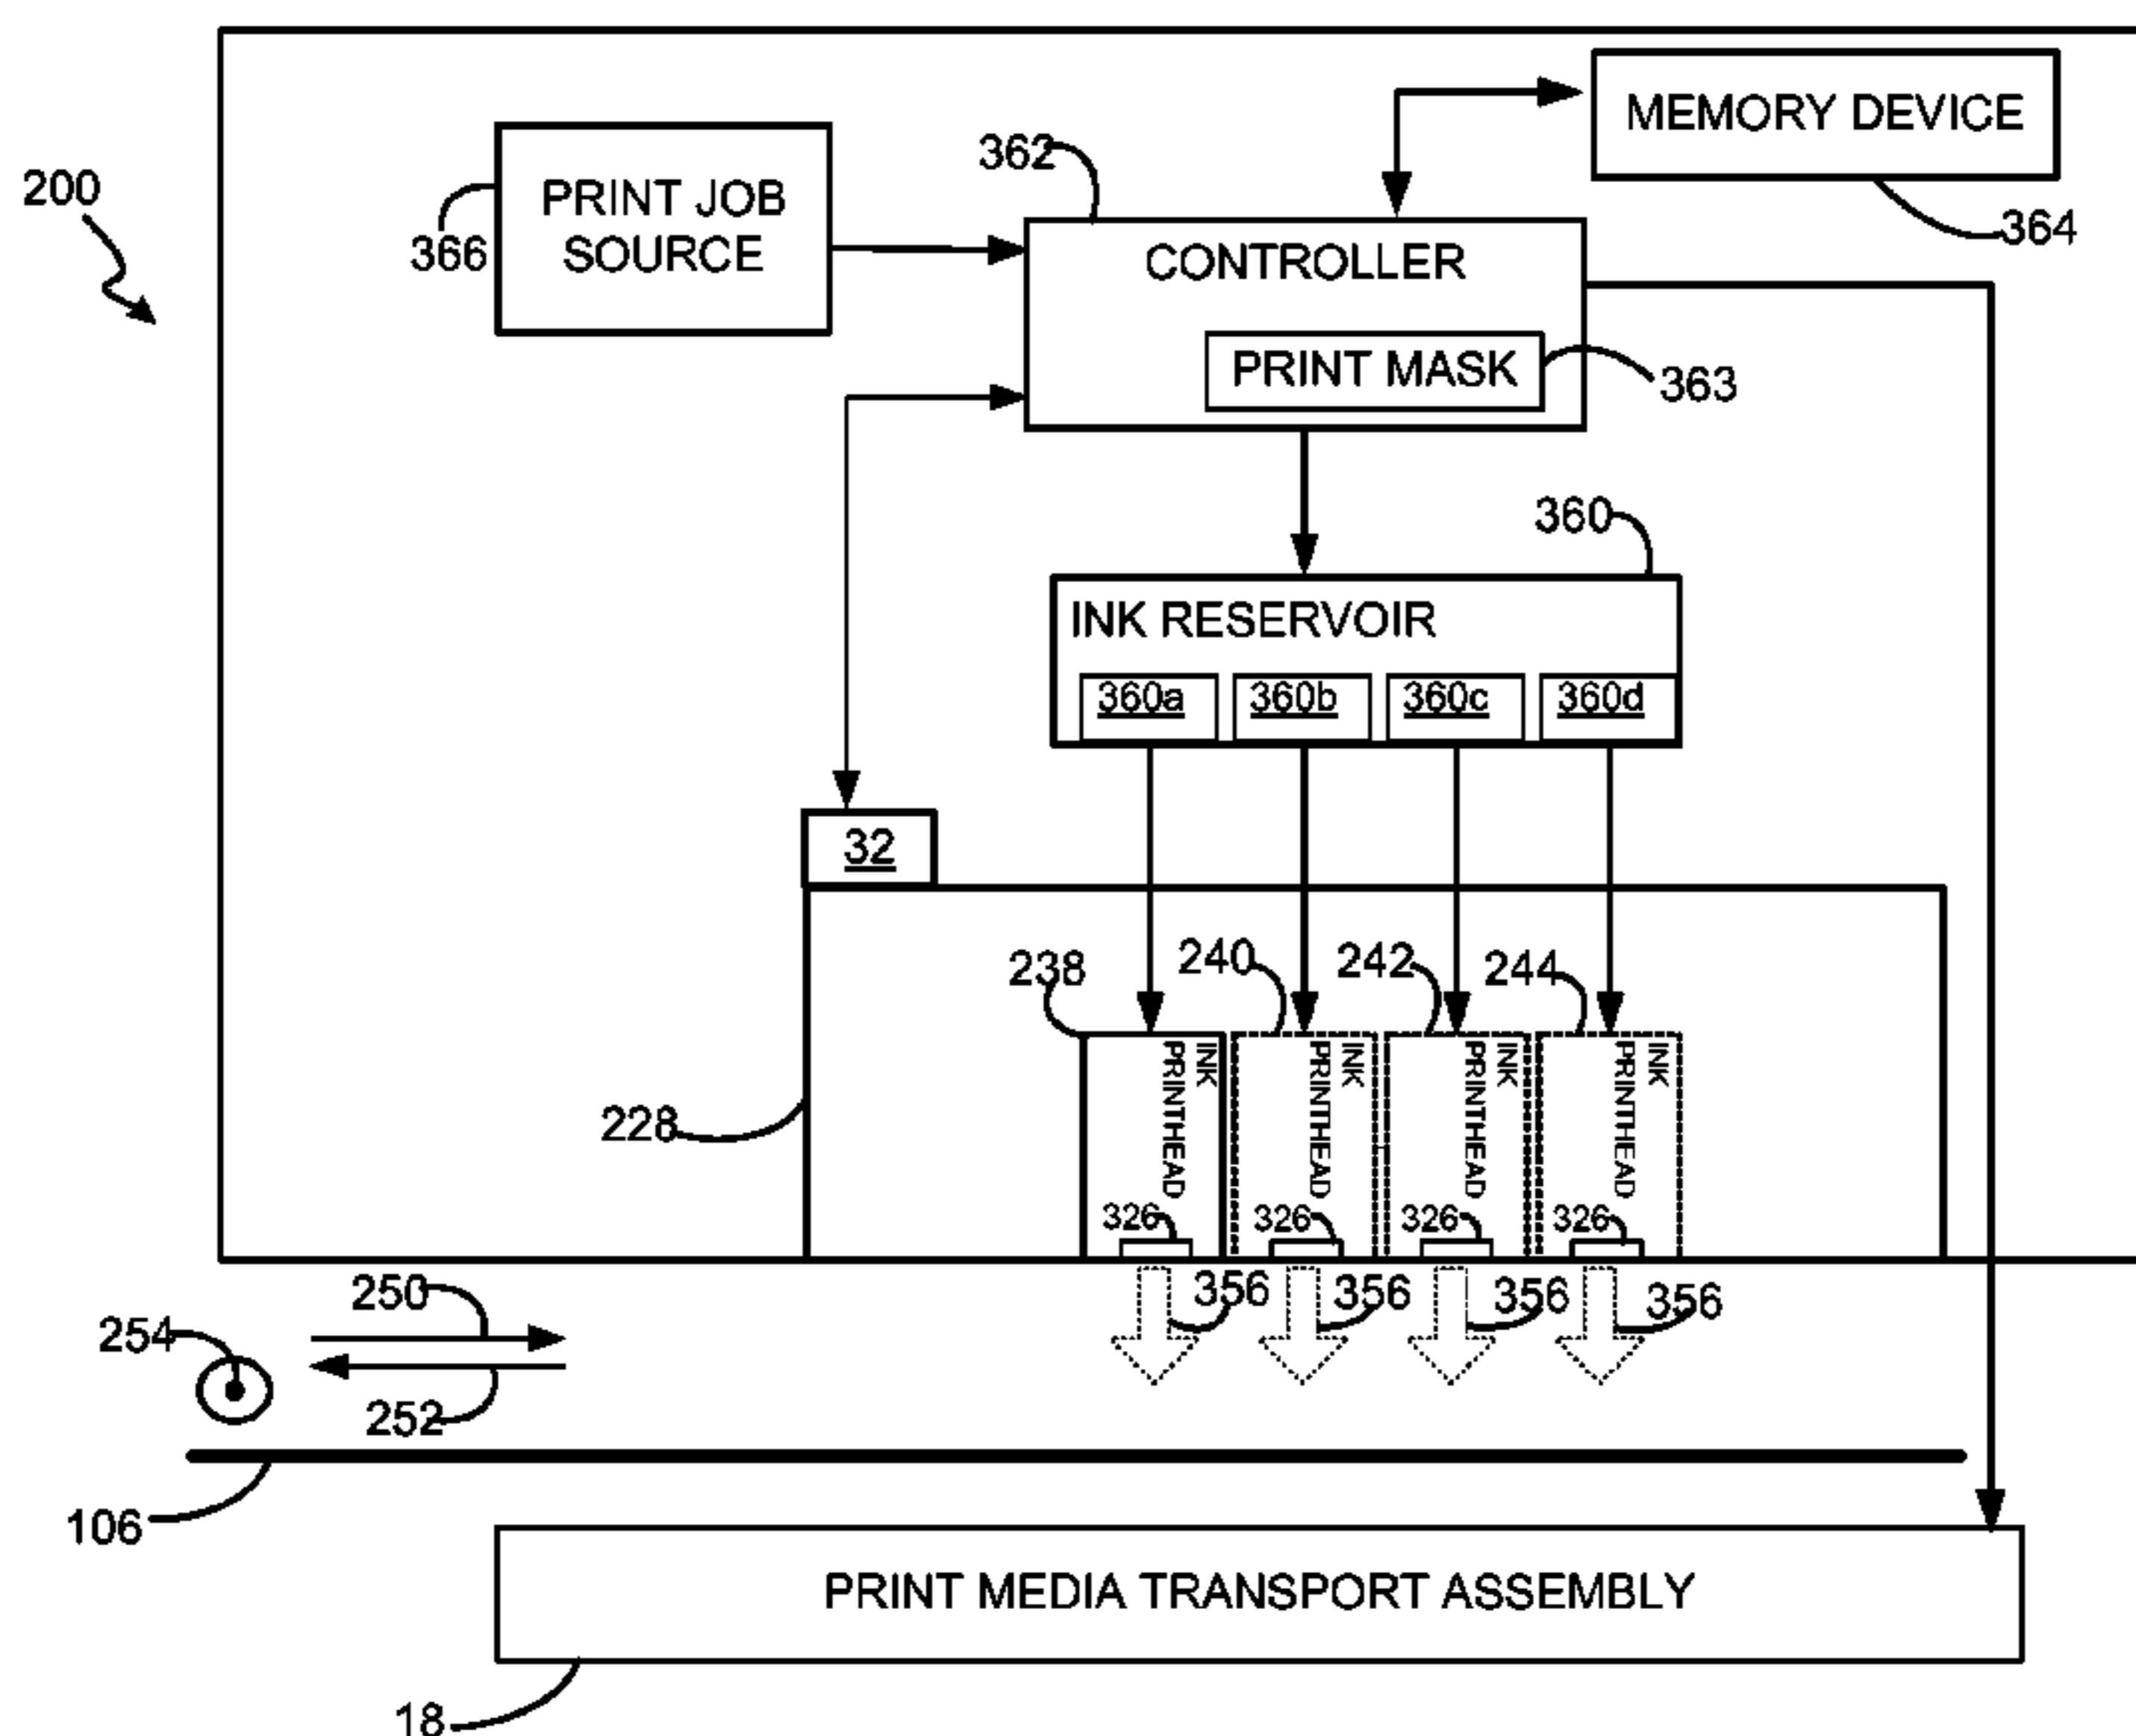 MEMORY DEVICE
362
200
PRINT JOB
SOURCE
366
364
CONTROLLER
PRINT MASK
363
360
INK RESERVOIR
360a 360b 360c 360d
32
238 240 242 244
INK PRINTHEAD
INK PRINTHEAD
INK PRINTHEAD
INK PRINTHEAD
228
326 326 326 326
250
356 356 356 356
254
252
106
PRINT MEDIA TRANSPORT ASSEMBLY
18